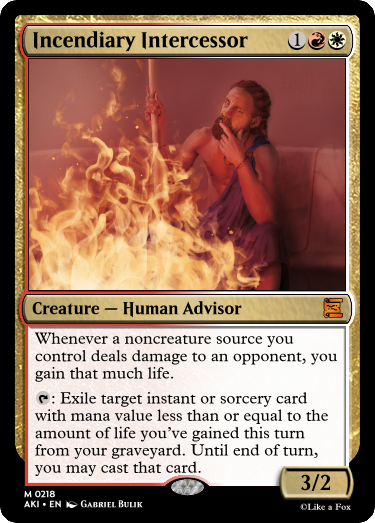 Incendiary Intercessor 1
Creature — Human Advisor
Whenever a noncreature source you
control deals damage to an opponent, you
gain that much life.
: Exile target instant or sorcery card
with mana value less than or equal to the
amount of life you’ve gained this turn
from your graveyard. Until end of turn,
you may cast that card.
3/2
M 0218
AKI • EN Gabriel Bulik
©Like a Fox